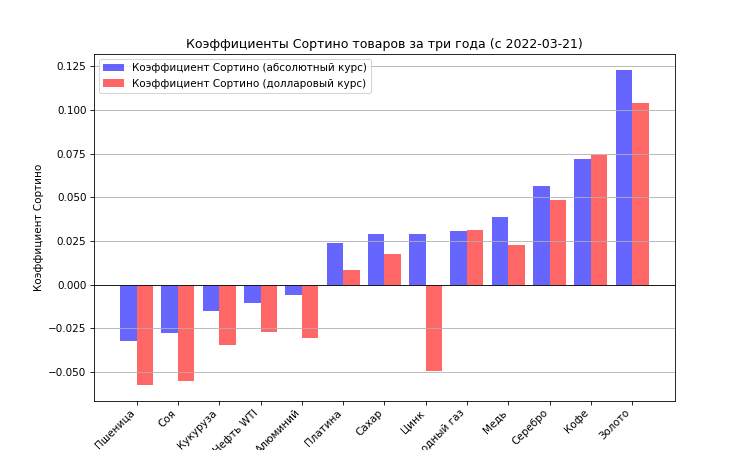 Коэффициенты Сортино товаров за три года (с 2022-03-21)
Коэффициент Сортино (абсолютный курс)
Коэффициент Сортино (долларовый курс)
Коэффициент Сортино
0.125
0.100
0.075
0.050
0.025
0.000
−0.025
−0.050
Пшеница
Соя
Кукуруза
Нефть WTI
Алюминий
Платина
Сахар
Цинк
газ
Медь
Серебро
Кофе
Золото